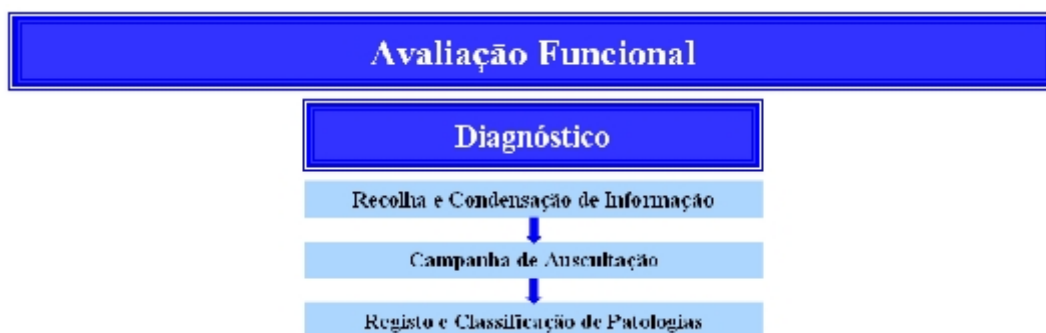 Avaliação Funcional
Diagnóstico
Recolha e Condensação de Informação
Campanha de Auscultação
Registo e Classificação de Patologias